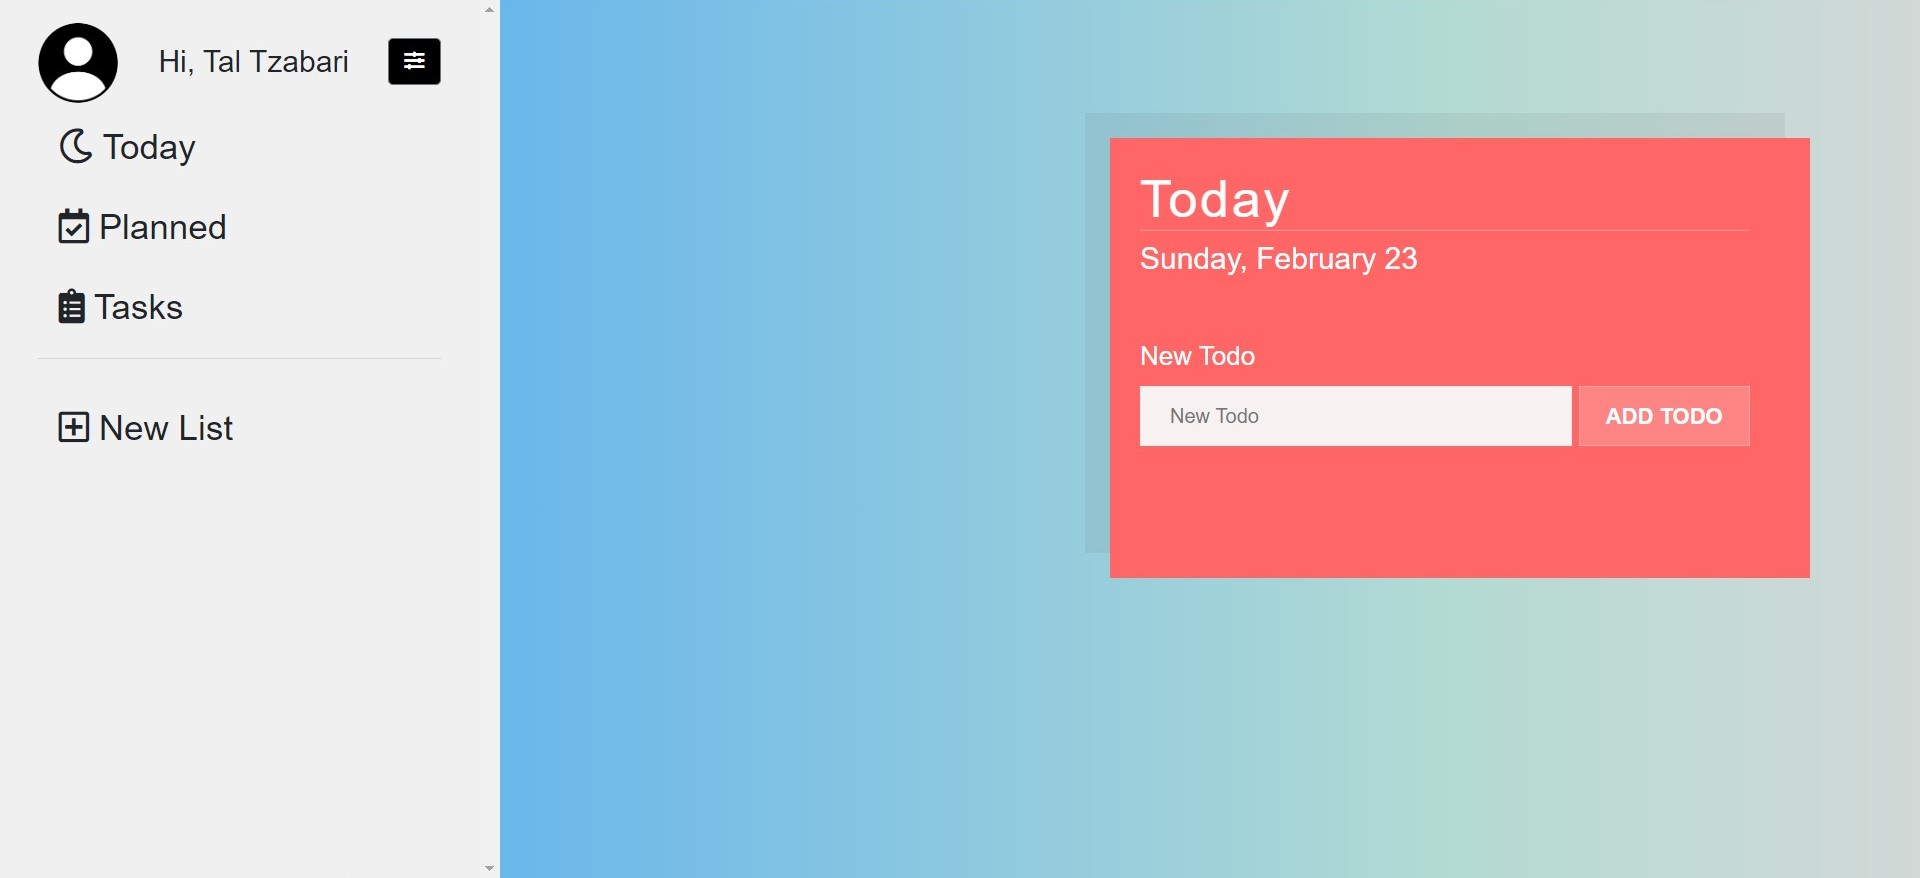 Hi, Tal Tzabari
Today
Planned
Tasks
New List
Today
Sunday, February 23
New Todo
New Todo
ADD TODO